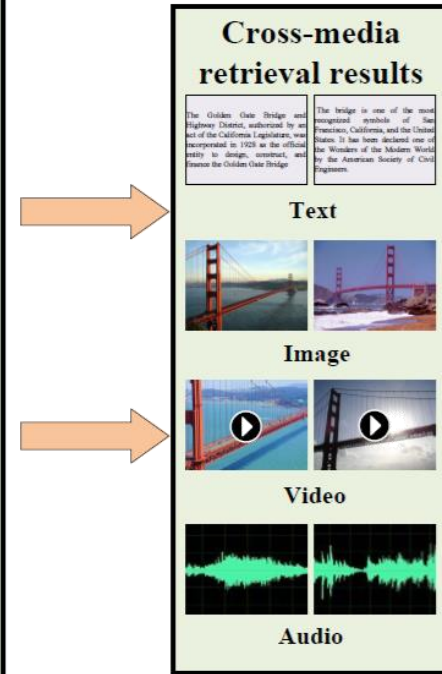 Cross-media
retrieval results
The Golden Gate Bridge and
Highway District, authorized by an
act of the California Legislature, was
incorporated in 1928 as the official
entity to design, construct, and
finance the Golden Gate Bridge
The bridge is one of the most
recognized symbols of San
Francisco, California, and the United
States. It has been declared one of
the Wonders of the Modern World
by the American Society of Civil
Engineers.
Text
Image
Video
Audio